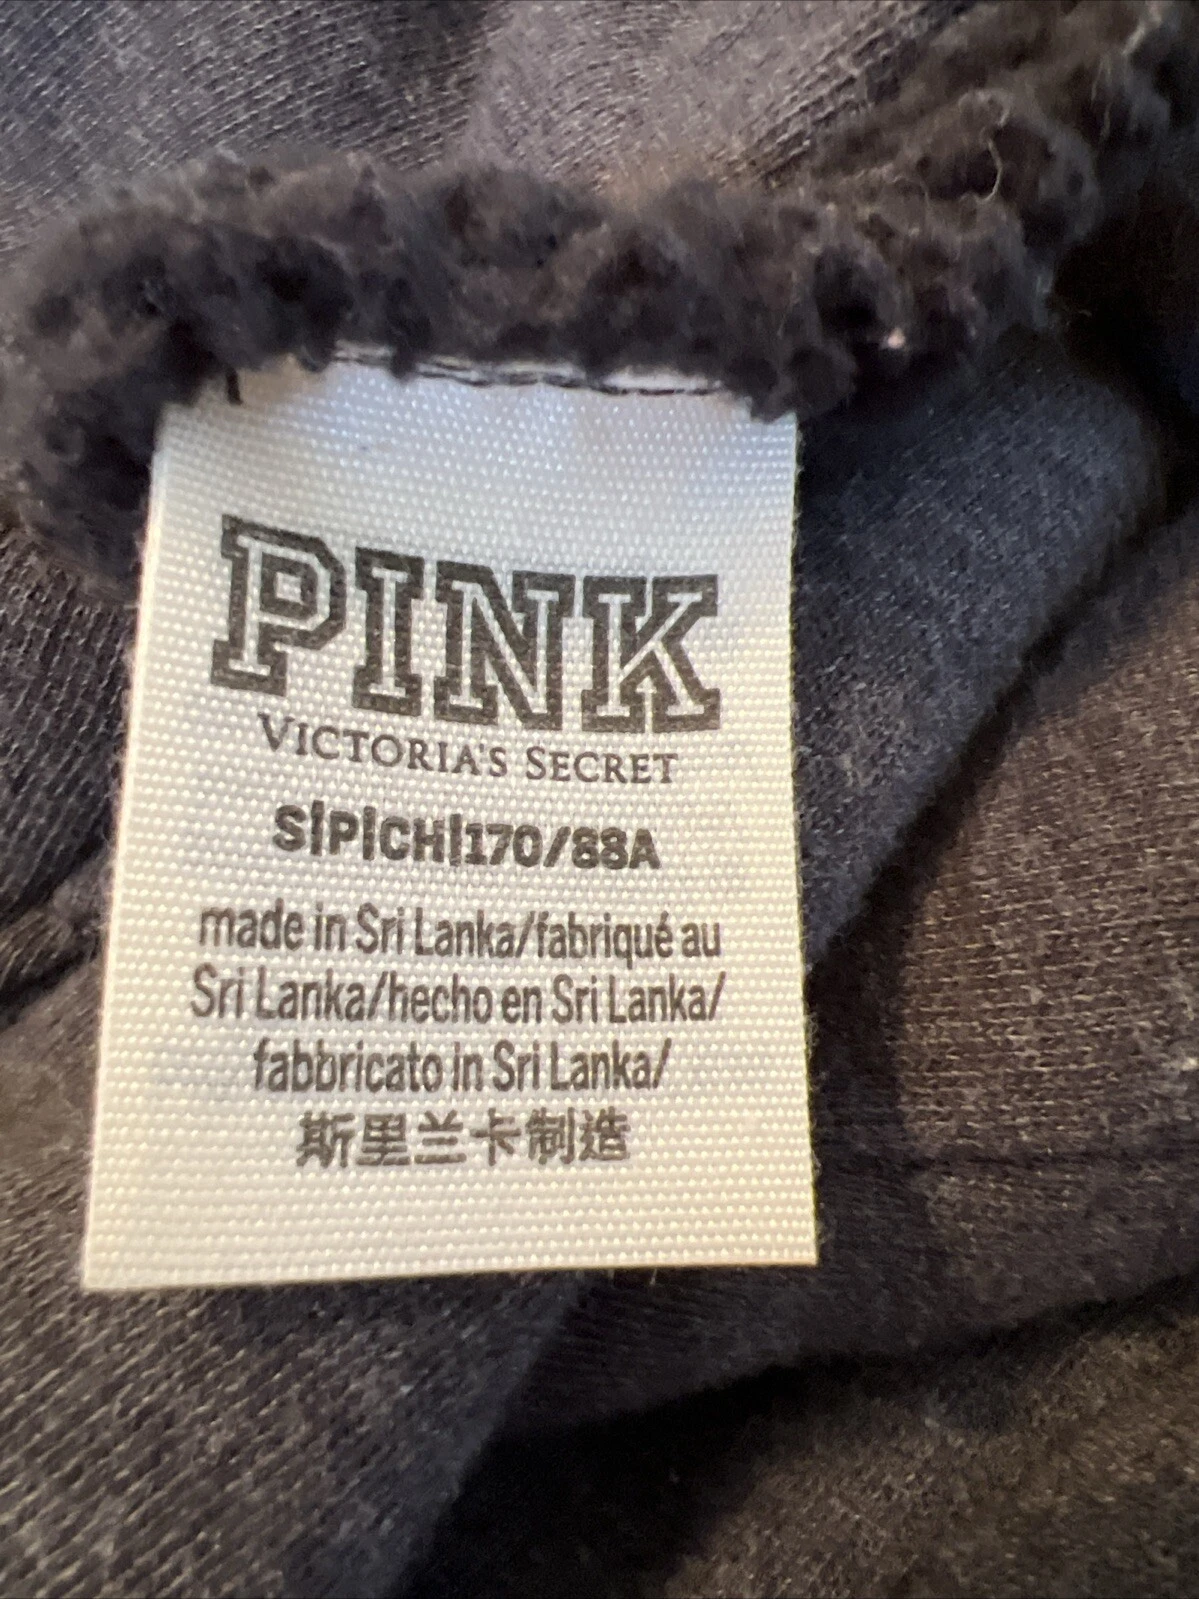 PINK
VICTORIA'S SECRET
S|P|CH|170/88A
made in Sri Lanka/fabriqué au
Sri Lanka/hecho en Sri Lanka/
fabbricato in Sri Lanka/
斯里兰卡制造